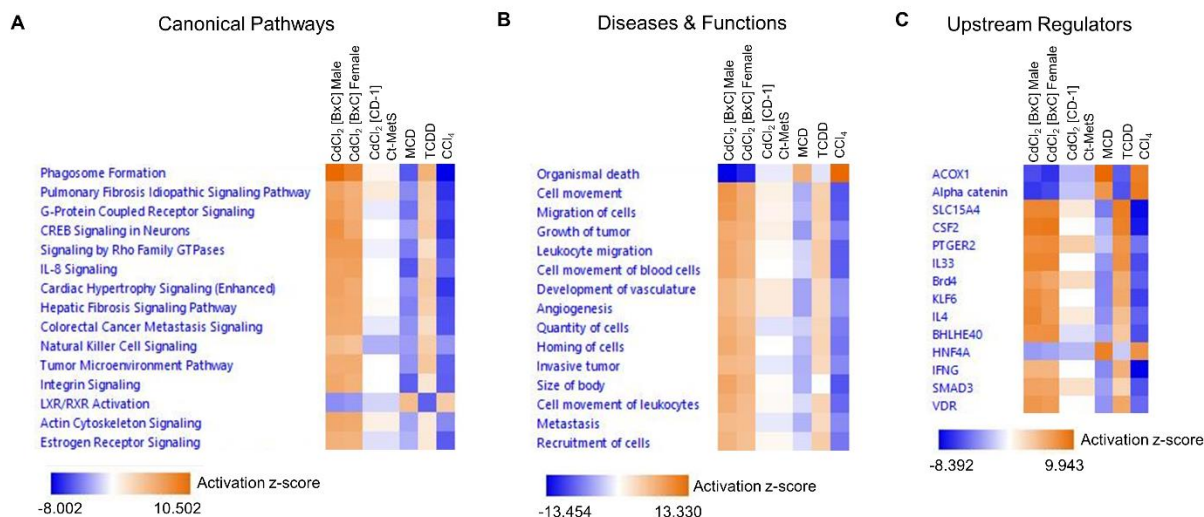 A
Canonical Pathways
CdCl₂ [BxC] Male
CdCl₂ [BxC] Female
CdCl₂ [CD-1]
Ct-MetS
MCD
TCDD
CCl₄
Phagosome Formation
Pulmonary Fibrosis Idiopathic Signaling Pathway
G-Protein Coupled Receptor Signaling
CREB Signaling in Neurons
Signaling by Rho Family GTPases
IL-8 Signaling
Cardiac Hypertrophy Signaling (Enhanced)
Hepatic Fibrosis Signaling Pathway
Colorectal Cancer Metastasis Signaling
Natural Killer Cell Signaling
Tumor Microenvironment Pathway
Integrin Signaling
LXR/RXR Activation
Actin Cytoskeleton Signaling
Estrogen Receptor Signaling
Activation z-score
-8.002
10.502
B
Diseases & Functions
CdCl₂ [BxC] Male
CdCl₂ [BxC] Female
CdCl₂ [CD-1]
Ct-MetS
MCD
TCDD
CCl₄
Organismal death
Cell movement
Migration of cells
Growth of tumor
Leukocyte migration
Cell movement of blood cells
Development of vasculature
Angiogenesis
Quantity of cells
Homing of cells
Invasive tumor
Size of body
Cell movement of leukocytes
Metastasis
Recruitment of cells
Activation z-score
-13.454
13.330
C
Upstream Regulators
CdCl₂ [BxC] Male
CdCl₂ [BxC] Female
CdCl₂ [CD-1]
Ct-MetS
MCD
TCDD
CCl₄
ACOX1
Alpha catenin
SLC15A4
CSF2
PTGER2
IL33
Brd4
KLF6
IL4
BHLHE40
HNF4A
IFNG
SMAD3
VDR
Activation z-score
-8.392
9.943